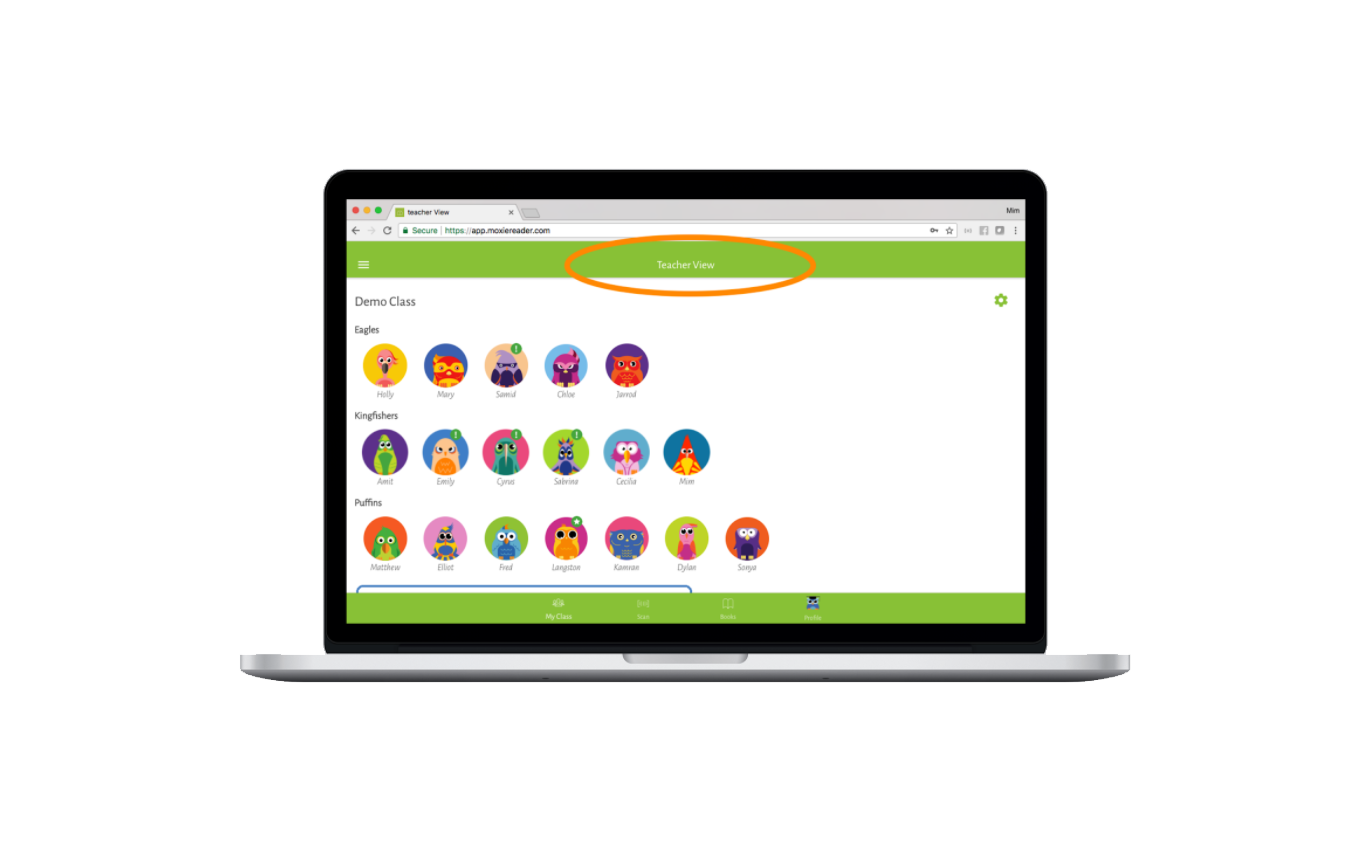 teacher View
Mim
Secure https://app.moxiereader.com
Teacher View
Demo Class
Eagles
Holly Mary Samid Chloe Jarrod
Kingfishers
Amit Emily Cyrus Sabrina Cecilia Mim
Puffins
Matthew Elliot Fred Langston Kamran Dylan Sonya
My Class Scan Books Profile